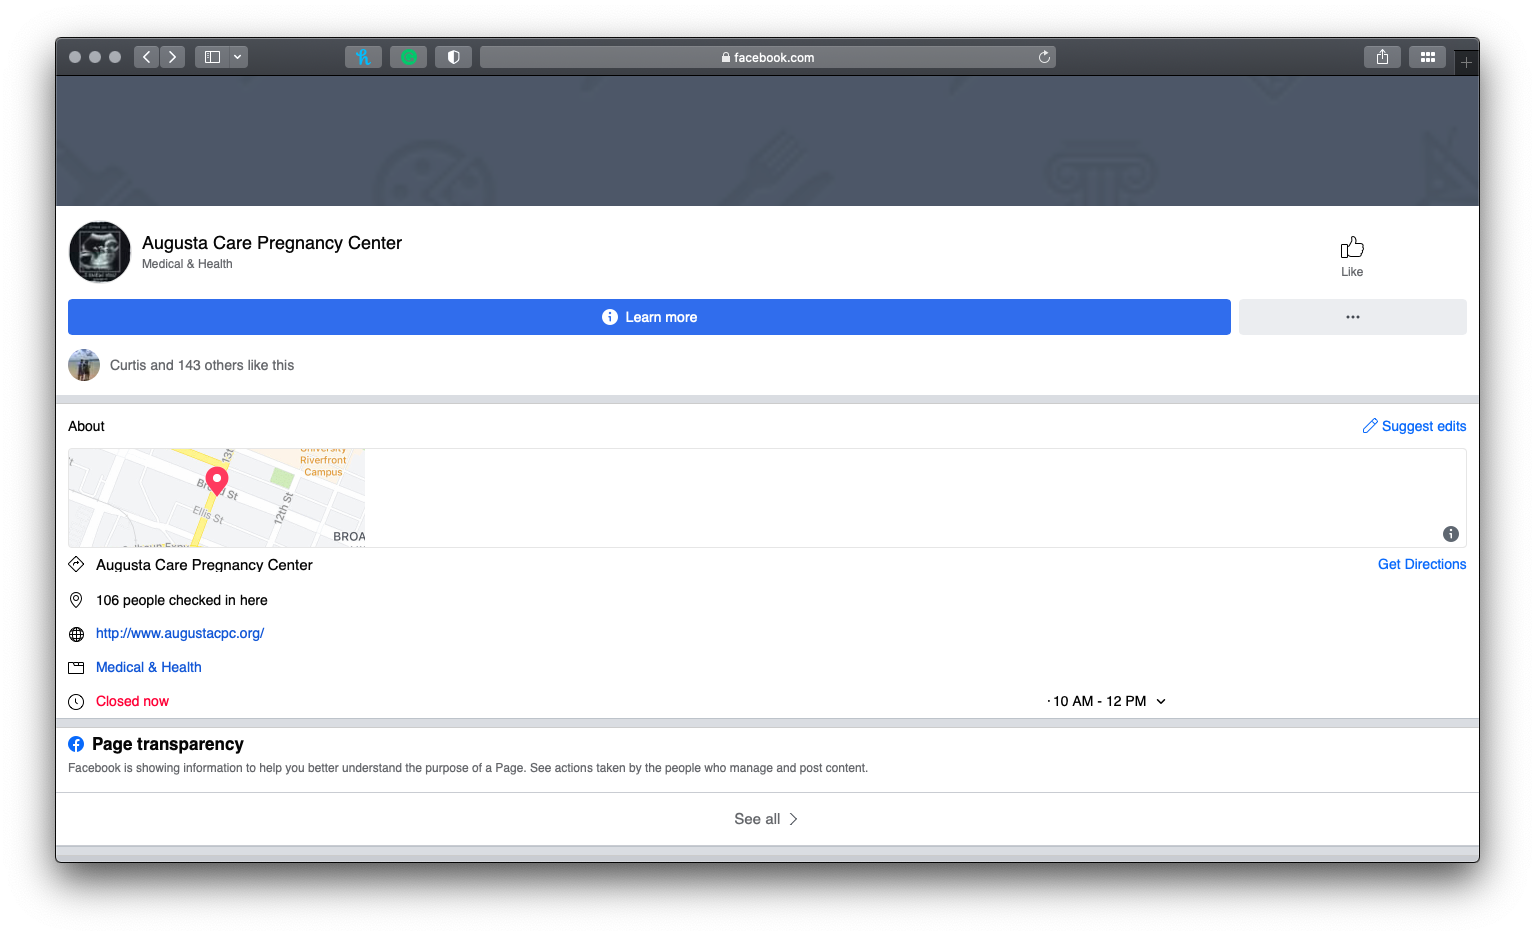 facebook.com
Augusta Care Pregnancy Center
Medical & Health
Like
Learn more
Curtis and 143 others like this
About
Suggest edits
13t
University
Riverfront
Campus
Broad St
12th St
Ellis St
BROA
Augusta Care Pregnancy Center
Get Directions
106 people checked in here
http://www.augustacpc.org/
Medical & Health
Closed now
· 10 AM - 12 PM
Page transparency
Facebook is showing information to help you better understand the purpose of a Page. See actions taken by the people who manage and post content.
See all